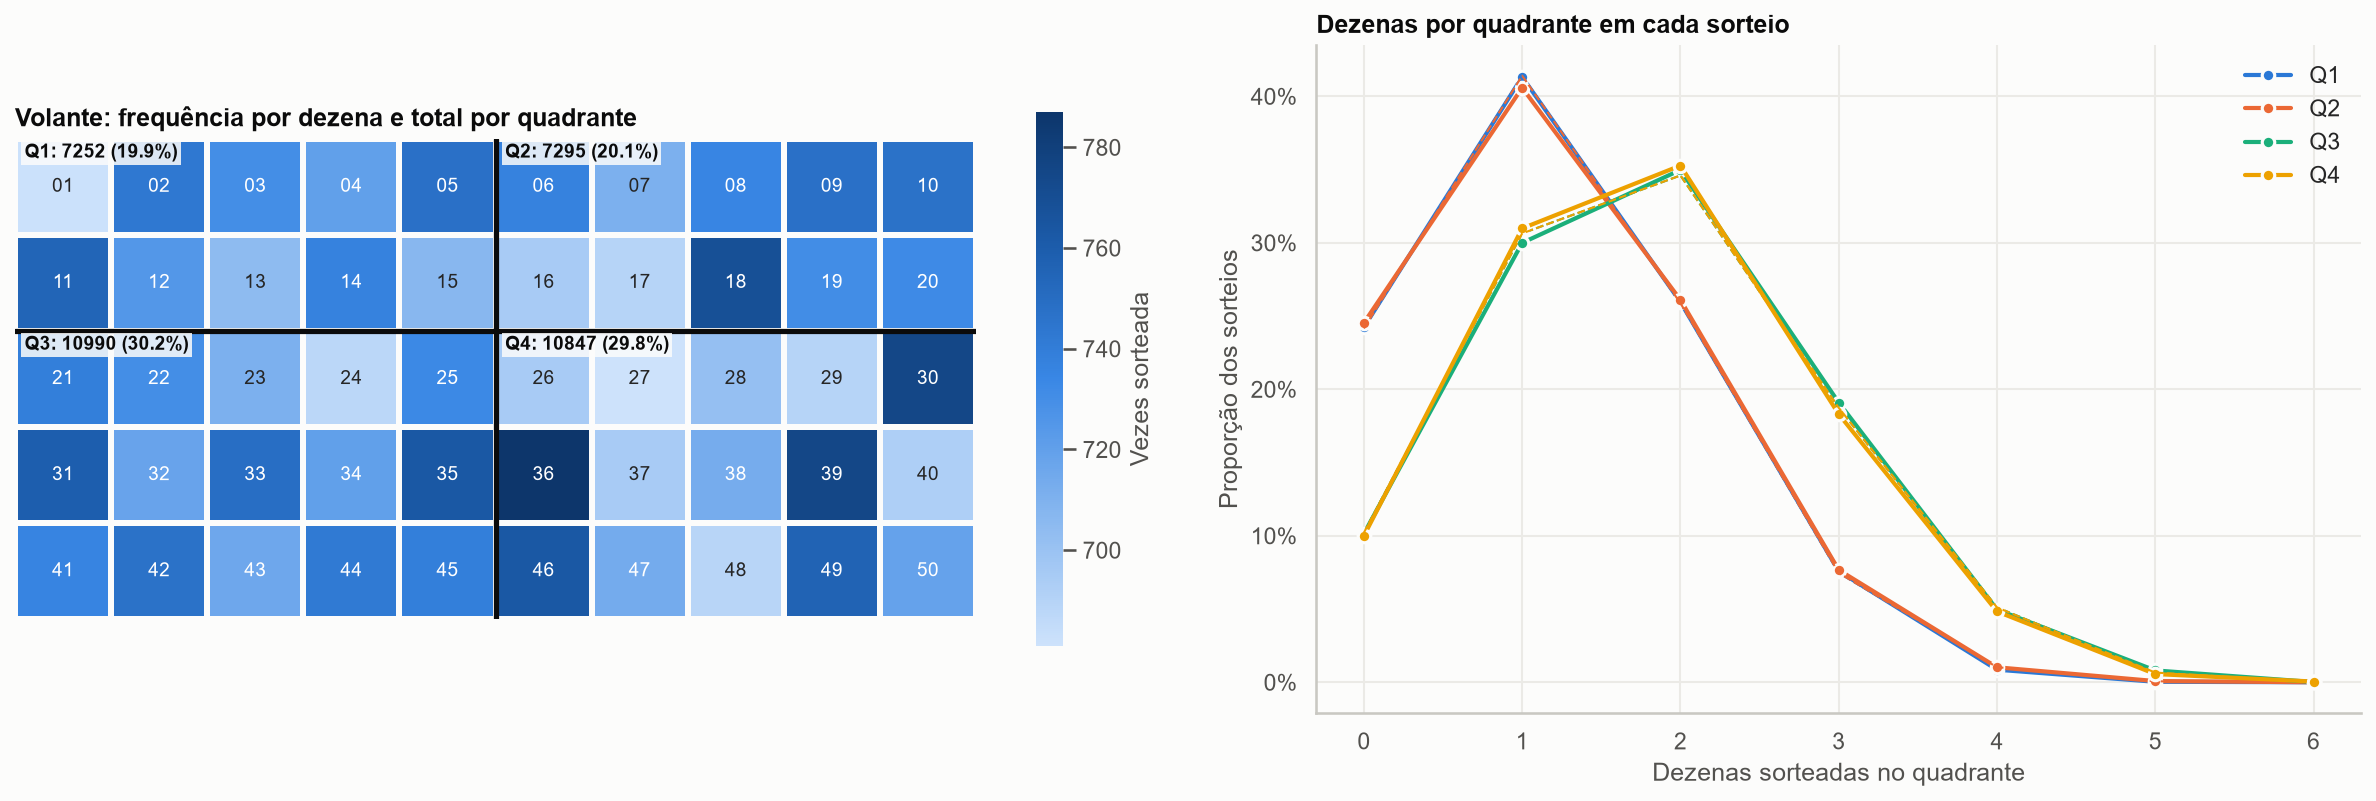 Volante: frequência por dezena e total por quadrante
Q1: 7252 (19.9%)
Q2: 7295 (20.1%)
01 02 03 04 05 06 07 08 09 10
11 12 13 14 15 16 17 18 19 20
Q3: 10990 (30.2%)
Q4: 10847 (29.8%)
21 22 23 24 25 26 27 28 29 30
31 32 33 34 35 36 37 38 39 40
41 42 43 44 45 46 47 48 49 50
780
760
740
720
700
Vezes sorteada
Dezenas por quadrante em cada sorteio
Q1
Q2
Q3
Q4
40%
30%
20%
10%
0%
Proporção dos sorteios
0 1 2 3 4 5 6
Dezenas sorteadas no quadrante